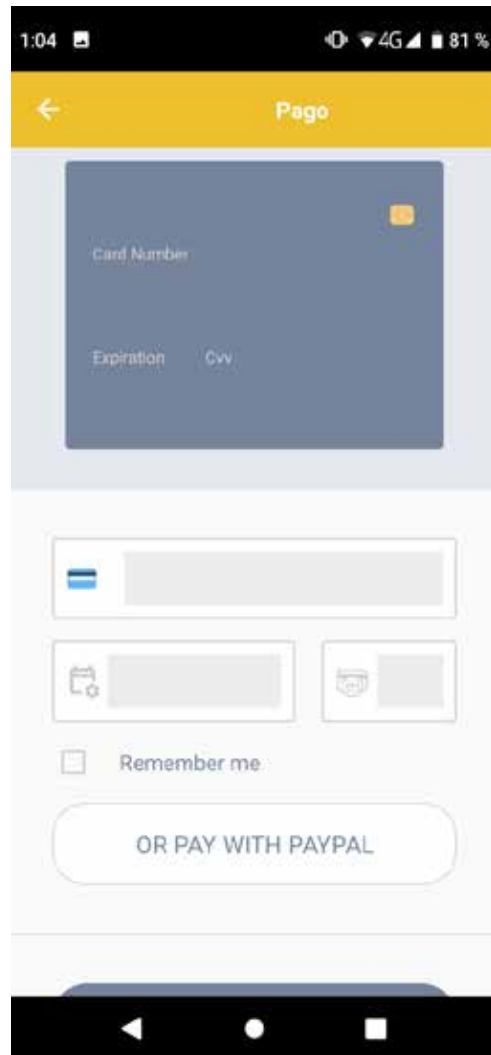 1:04 4G 81 %
Pago
Card Number
Expiration Cvv
Remember me
OR PAY WITH PAYPAL